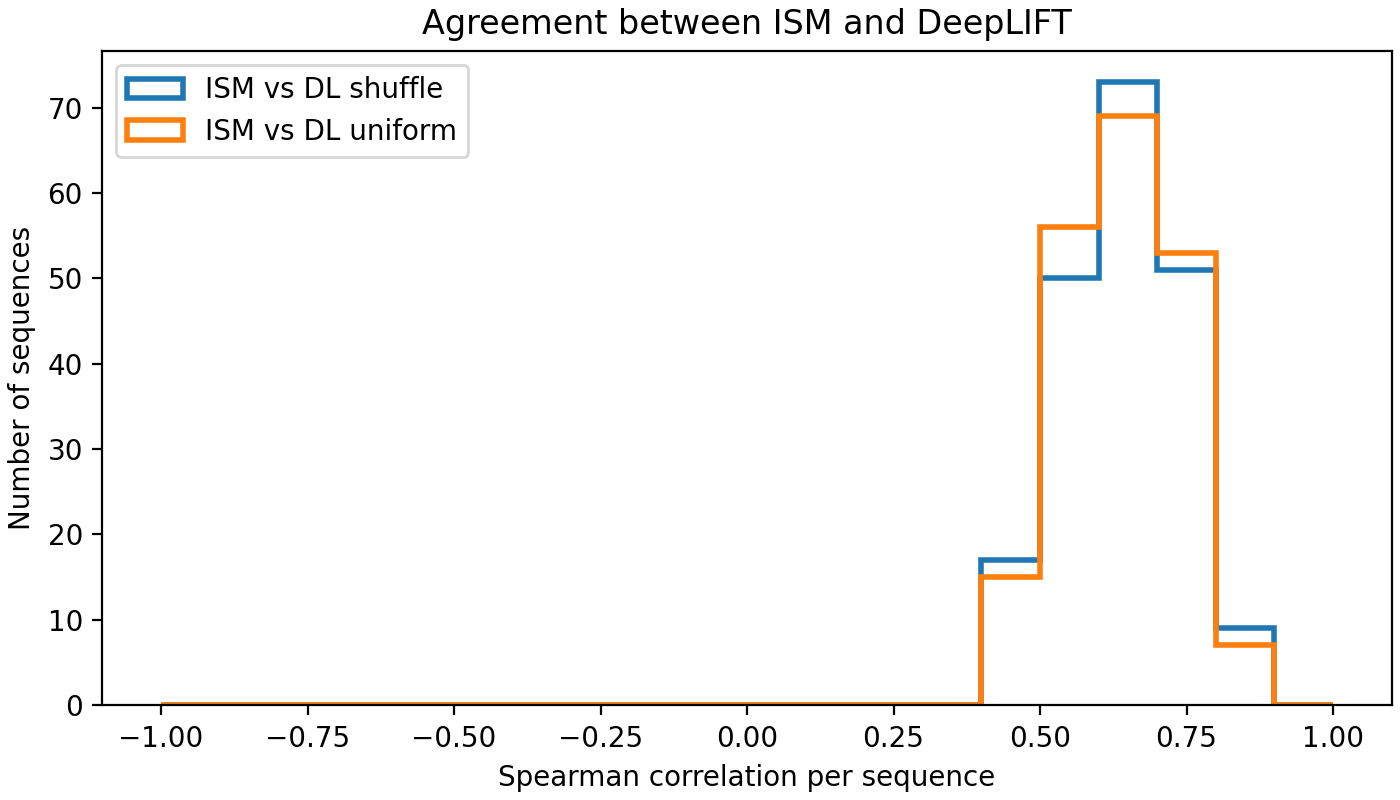 Agreement between ISM and DeepLIFT
ISM vs DL shuffle
ISM vs DL uniform
Number of sequences
70
60
50
40
30
20
10
0
−1.00 −0.75 −0.50 −0.25 0.00 0.25 0.50 0.75 1.00
Spearman correlation per sequence